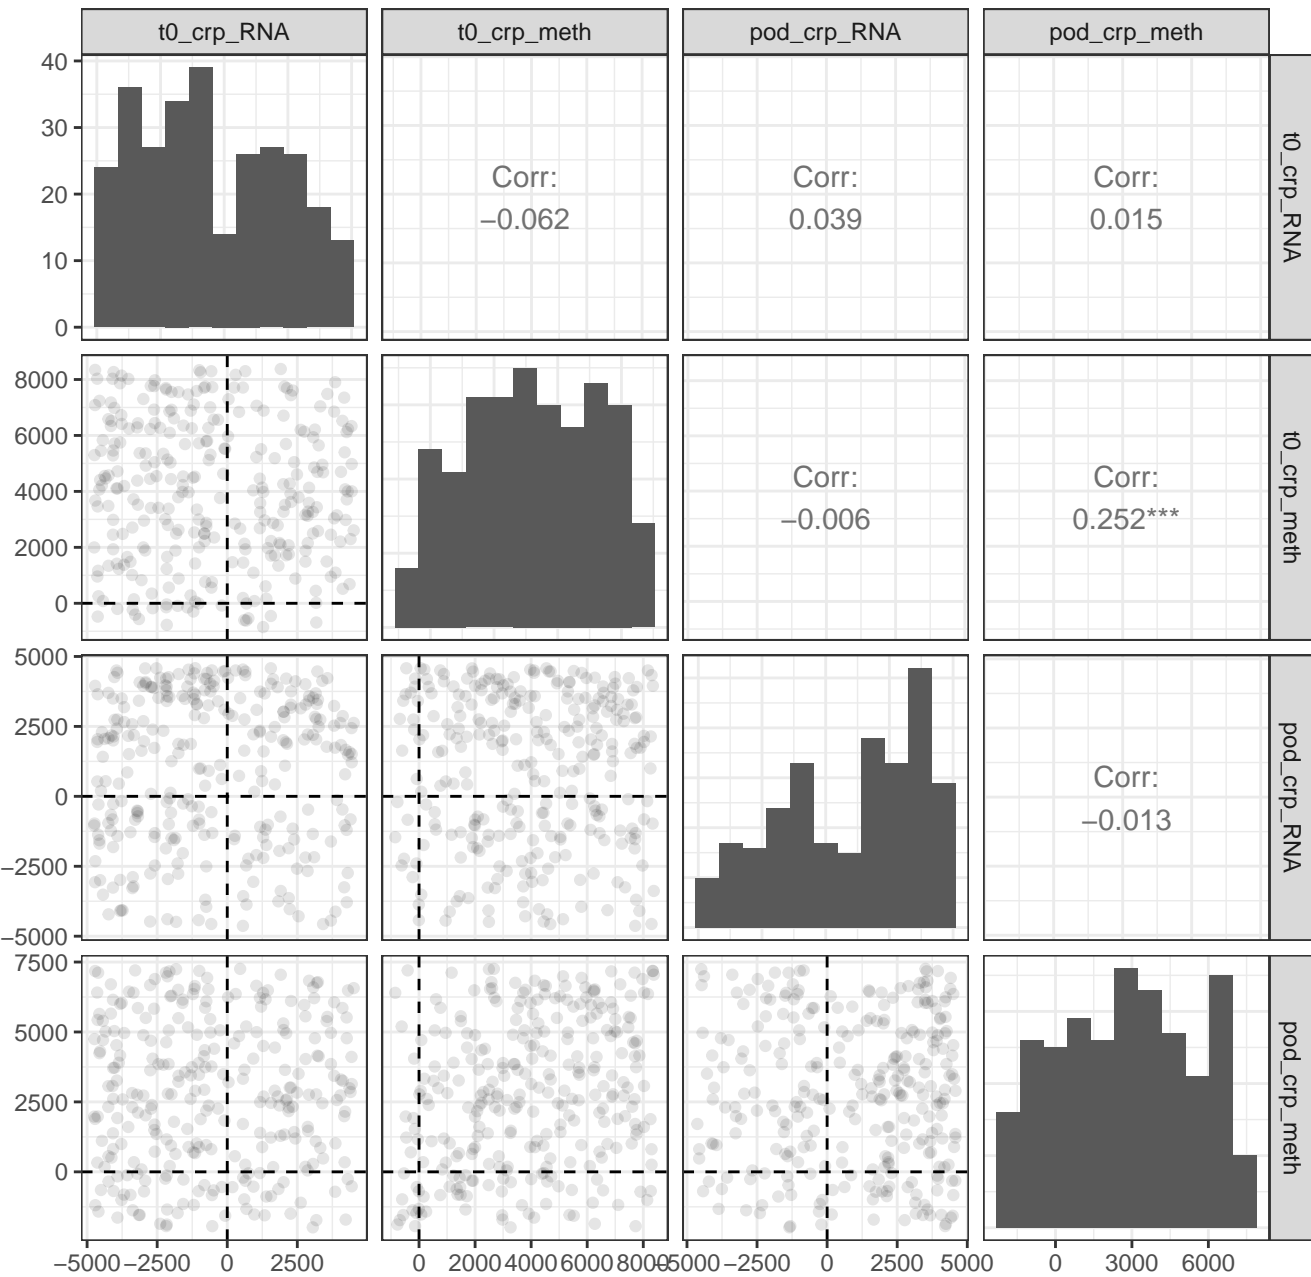 t0_crp_RNA
t0_crp_meth
pod_crp_RNA
pod_crp_meth
40
30
20
10
0
Corr:
−0.062
Corr:
0.039
Corr:
0.015
t0_crp_RNA
8000
6000
4000
2000
0
Corr:
−0.006
Corr:
0.252***
t0_crp_meth
5000
2500
0
−2500
−5000
Corr:
−0.013
pod_crp_RNA
7500
5000
2500
0
pod_crp_meth
−5000 −2500 0 2500
0 2000 4000 6000 8000
−5000 −2500 0 2500 5000
0 3000 6000